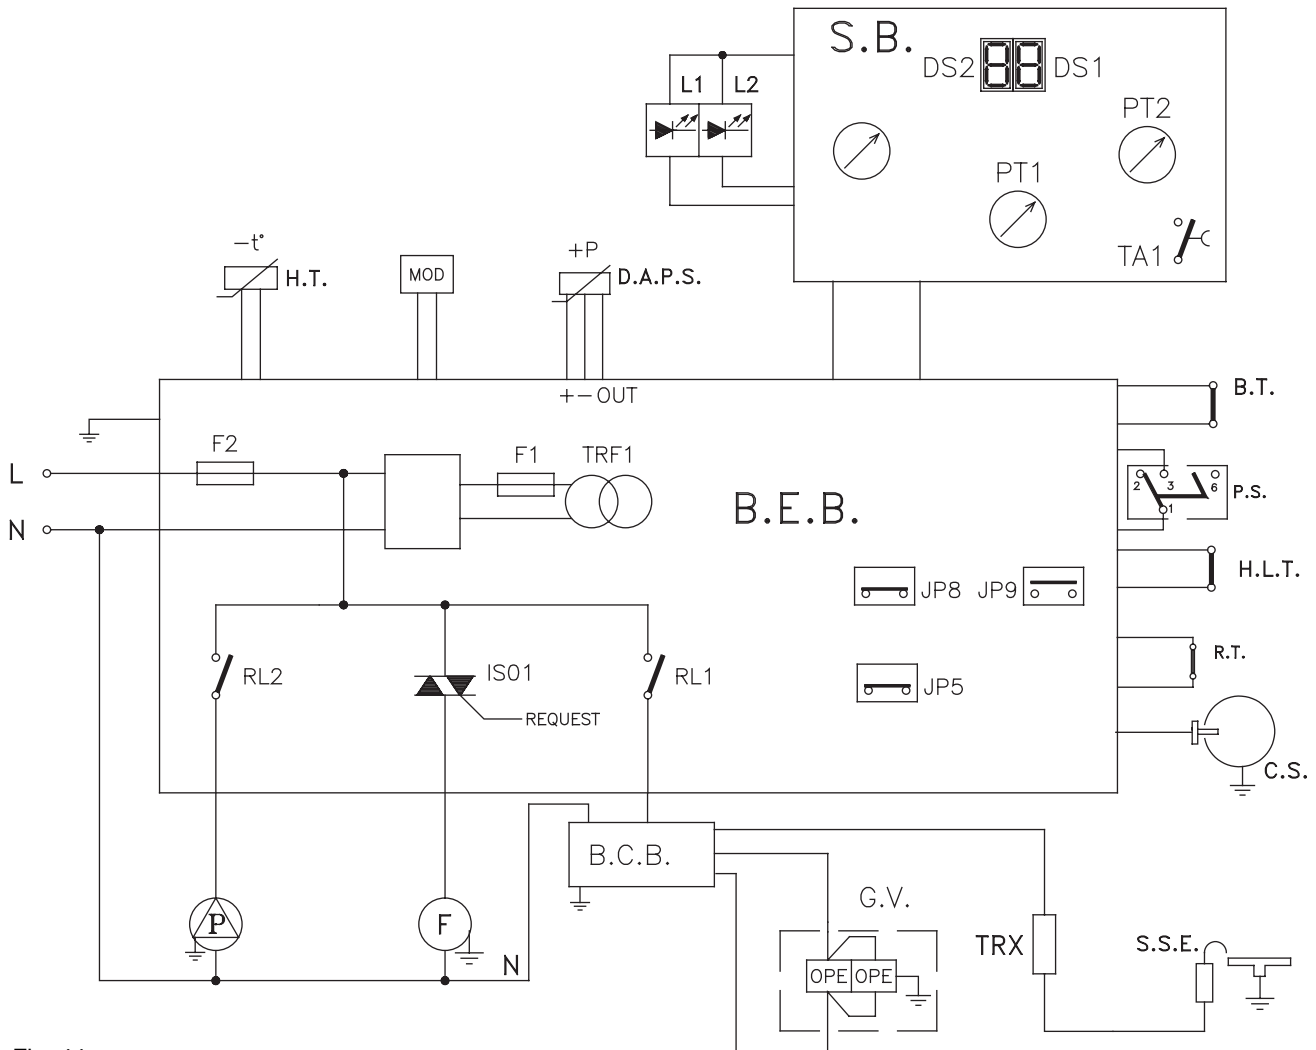 S.B.
DS2 DS1
L1 L2
PT2
PT1
TA1
-t°
H.T.
MOD
+P
D.A.P.S.
+-OUT
B.T.
F2
F1 TRF1
L
N
B.E.B.
2 3 6
1
P.S.
JP8 JP9
H.L.T.
RL2
ISO1
REQUEST
RL1
JP5
R.T.
C.S.
B.C.B.
G.V.
P
F
N
OPE OPE
TRX
S.S.E.